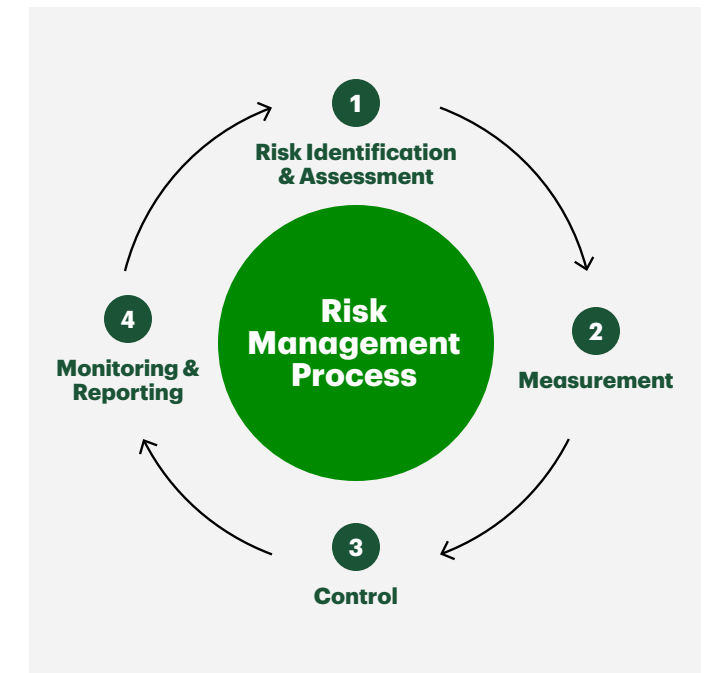 1
Risk Identification
& Assessment
Risk
Management
Process
2
Measurement
3
Control
4
Monitoring &
Reporting